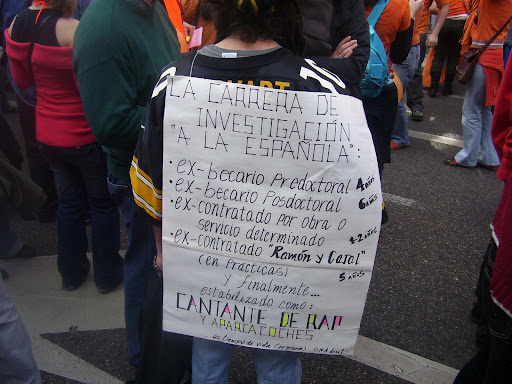 HART
LA CARRERA DE
INVESTIGACIÓN
"A LA ESPAÑOLA":
• ex-becario Predoctoral 4 años
• ex-becario Posdoctoral 6 años
• ex-contratado por obra o
servicio determinado 1-2 años
• ex-contratado "Ramón y Cajal"
(en Prácticas) 5 años
y finalmente...
estabilizado como:
CANTANTE DE RAP
Y APARCACOCHES